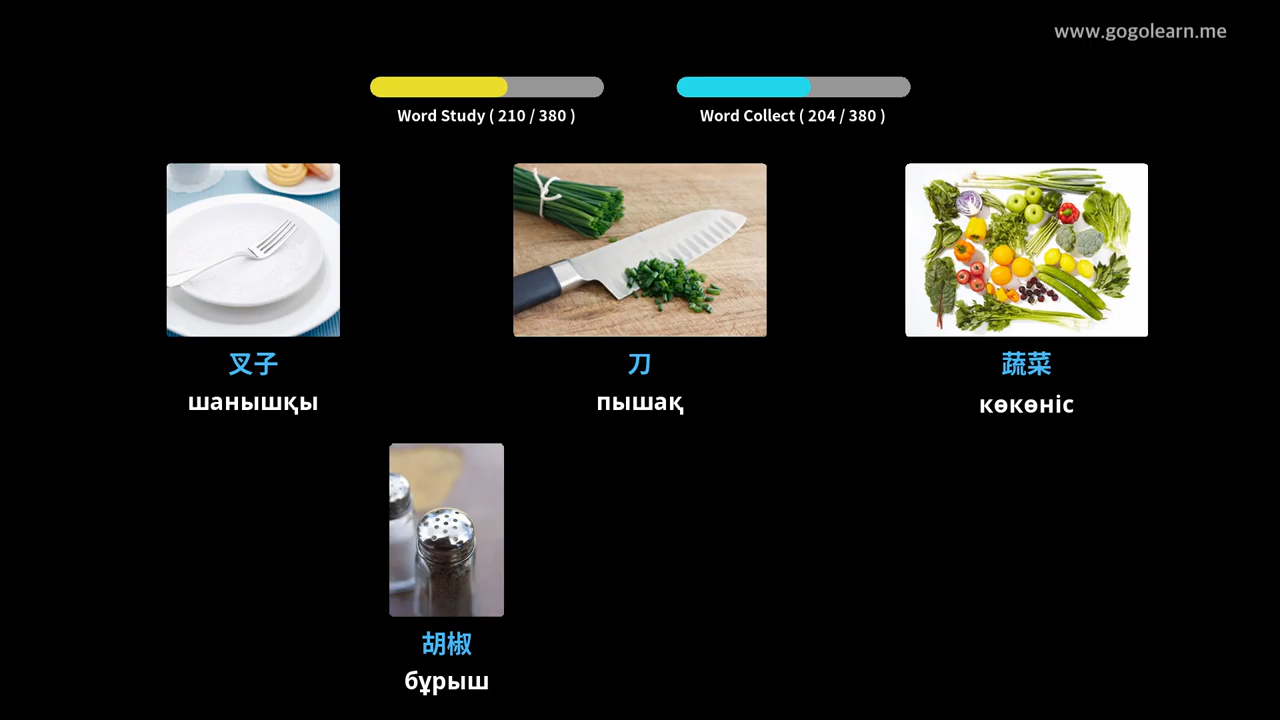 www.gogolearn.me
Word Study ( 210 / 380 )
Word Collect ( 204 / 380 )
叉子
шанышқы
刀
пышақ
蔬菜
көкөніс
胡椒
бұрыш